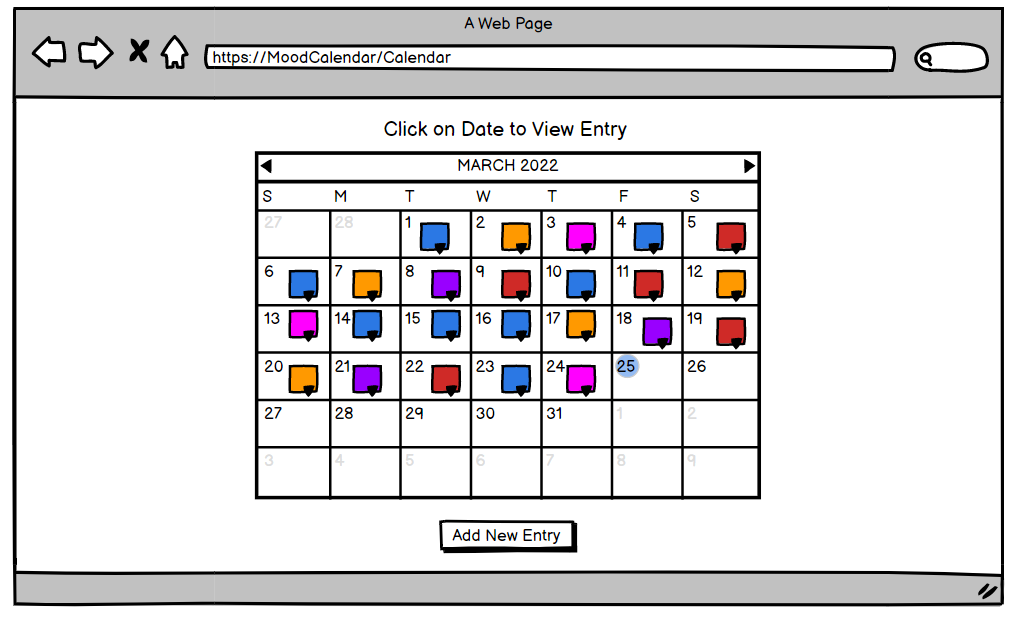 A Web Page
https://MoodCalendar/Calendar
Click on Date to View Entry
MARCH 2022
S M T W T F S
27 28 1 2 3 4 5
6 7 8 9 10 11 12
13 14 15 16 17 18 19
20 21 22 23 24 25 26
27 28 29 30 31 1 2
3 4 5 6 7 8 9
Add New Entry